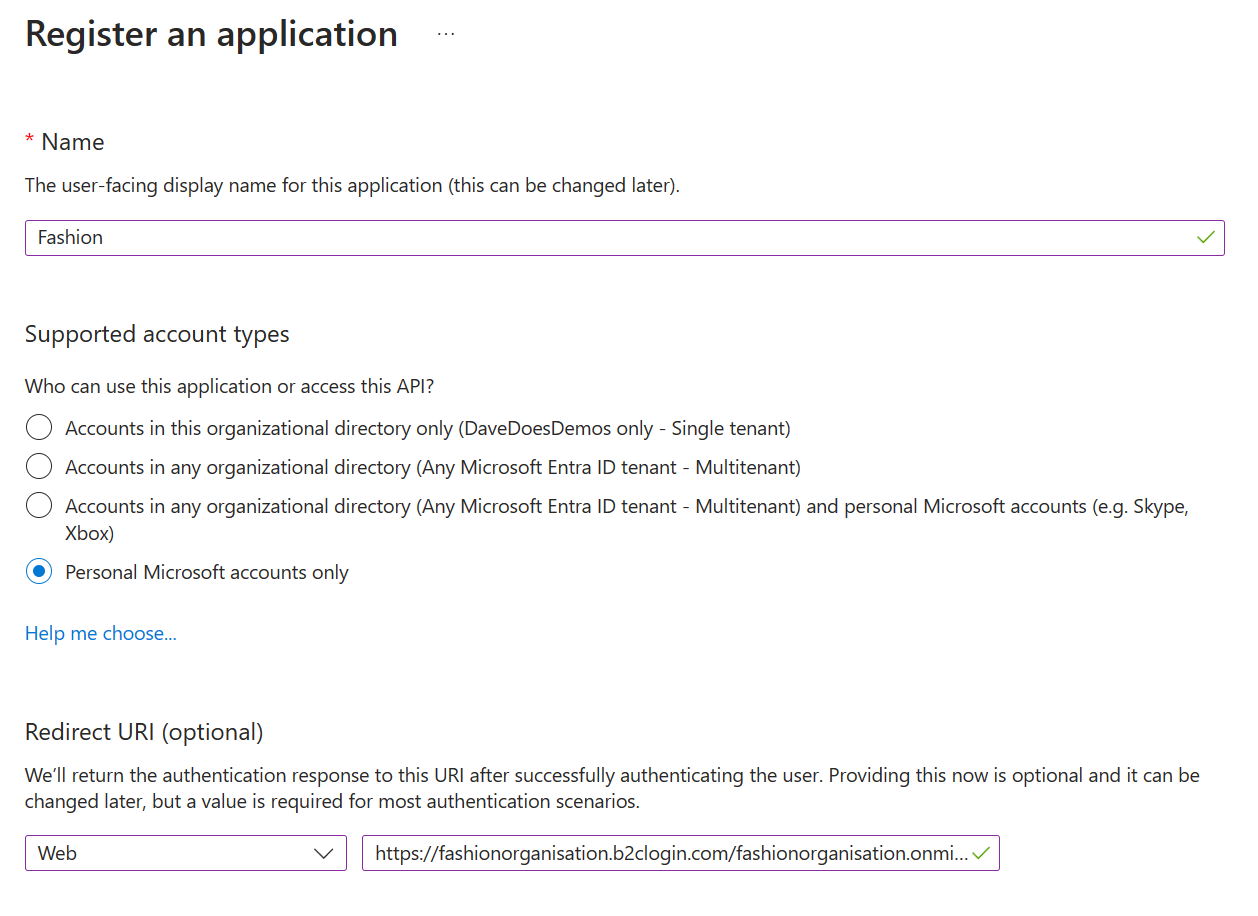 Register an application ...
* Name
The user-facing display name for this application (this can be changed later).
Fashion
Supported account types
Who can use this application or access this API?
Accounts in this organizational directory only (DaveDoesDemos only - Single tenant)
Accounts in any organizational directory (Any Microsoft Entra ID tenant - Multitenant)
Accounts in any organizational directory (Any Microsoft Entra ID tenant - Multitenant) and personal Microsoft accounts (e.g. Skype,
Xbox)
Personal Microsoft accounts only
Help me choose...
Redirect URI (optional)
We'll return the authentication response to this URI after successfully authenticating the user. Providing this now is optional and it can be
changed later, but a value is required for most authentication scenarios.
Web https://fashionorganisation.b2clogin.com/fashionorganisation.onmi...